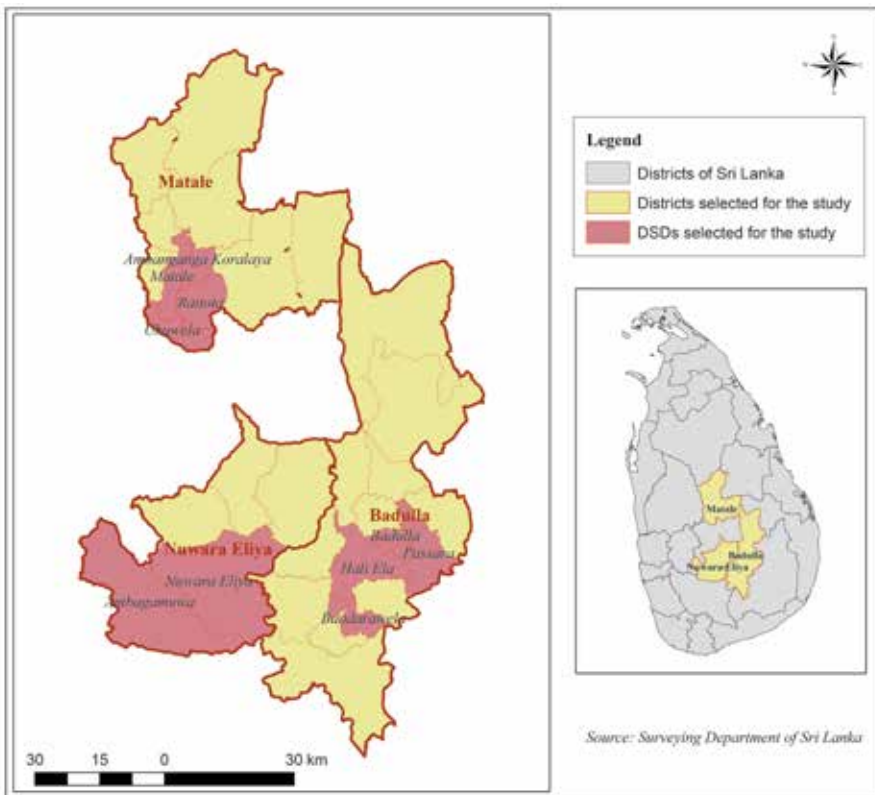 Matale
Koralaya
Matale
Rattota
Ukuwela
Nuwara Eliya
Nuwara Eliya
Ambagamuwa
Badulla
Badulla
Passara
Hali Ela
Bandarawela
30 15 0 30 km
N
Legend
Districts of Sri Lanka
Districts selected for the study
DSDs selected for the study
Matale
Badulla
Nuwara Eliya
Source: Surveying Department of Sri Lanka